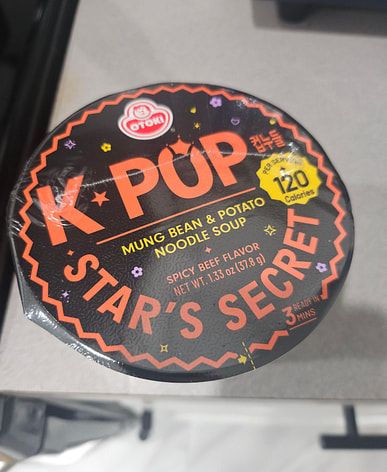 OTOKI
컵누들
K·POP
PER SERVING
120
Calories
MUNG BEAN & POTATO
NOODLE SOUP
SPICY BEEF FLAVOR
NET WT. 1.33 oz (37.8 g)
STAR'S SECRET
3 READY IN
MINS